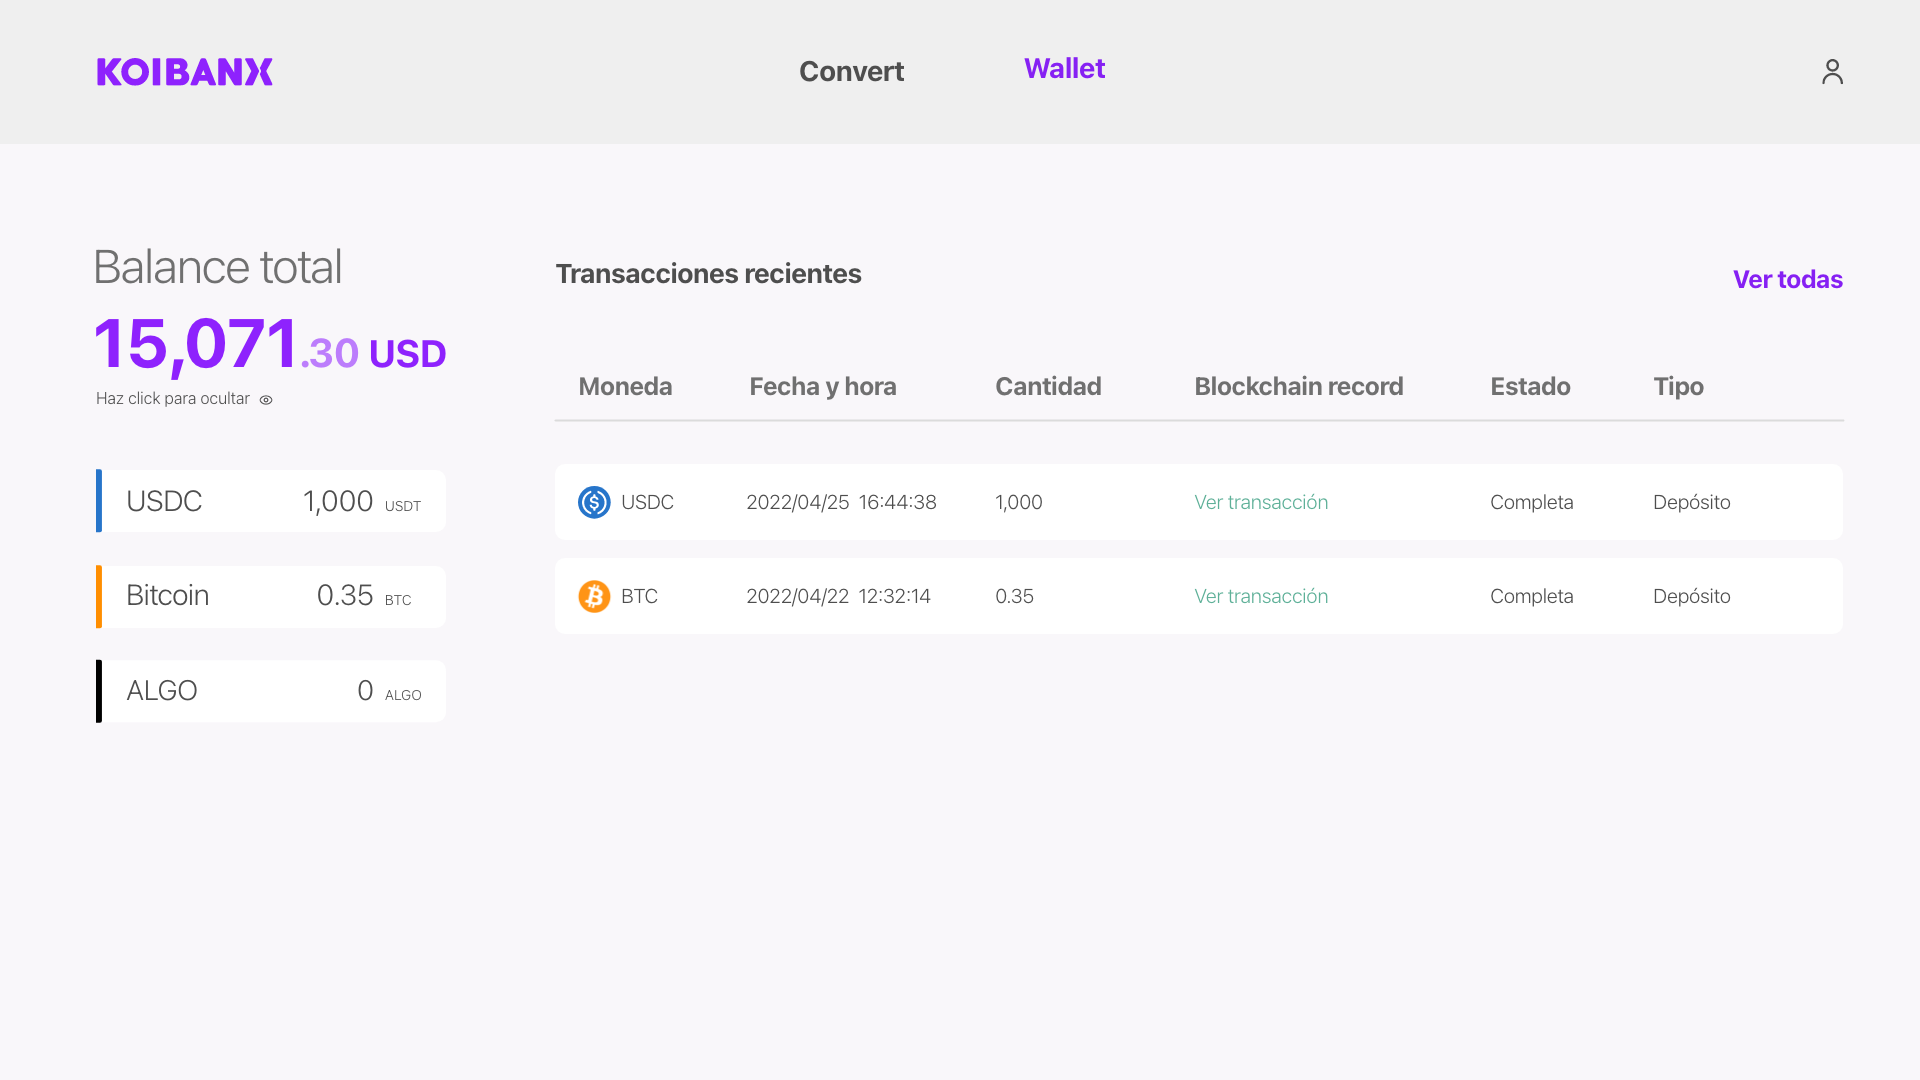 KOIBANX
Convert
Wallet
Balance total
15,071.30 USD
Haz click para ocultar
USDC 1,000 USDT
Bitcoin 0.35 BTC
ALGO 0 ALGO
Transacciones recientes
Ver todas
Moneda Fecha y hora Cantidad Blockchain record Estado Tipo
USDC 2022/04/25 16:44:38 1,000 Ver transacción Completa Depósito
BTC 2022/04/22 12:32:14 0.35 Ver transacción Completa Depósito